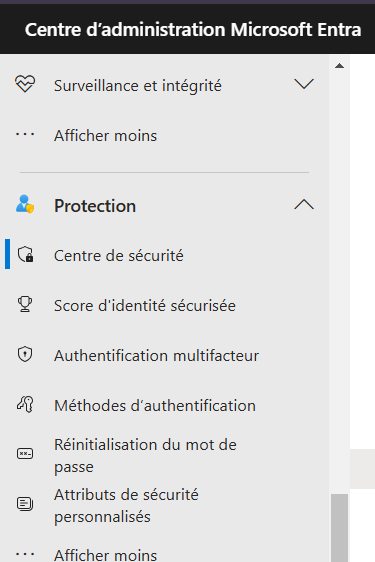 Centre d’administration Microsoft Entra
Surveillance et intégrité
Afficher moins
Protection
Centre de sécurité
Score d'identité sécurisée
Authentification multifacteur
Méthodes d’authentification
Réinitialisation du mot de
passe
Attributs de sécurité
personnalisés
Afficher moins